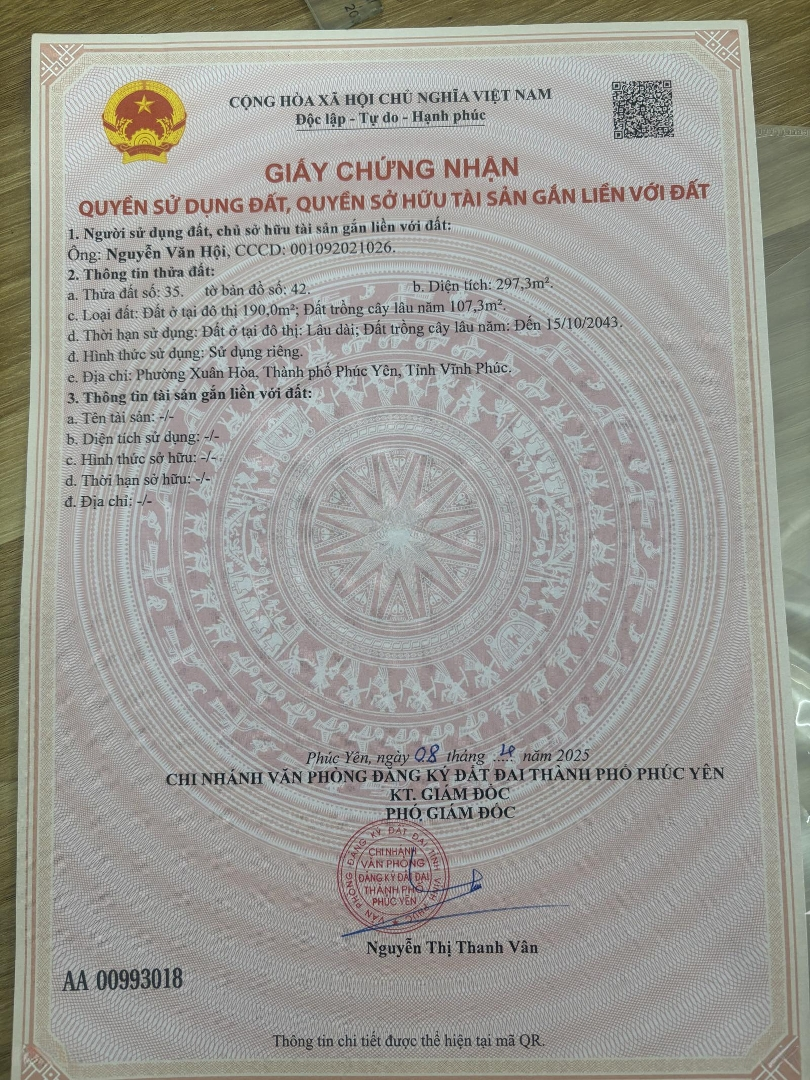 CỘNG HÒA XÃ HỘI CHỦ NGHĨA VIỆT NAM
Độc lập - Tự do - Hạnh phúc
GIẤY CHỨNG NHẬN
QUYỀN SỬ DỤNG ĐẤT, QUYỀN SỞ HỮU TÀI SẢN GẮN LIỀN VỚI ĐẤT
1. Người sử dụng đất, chủ sở hữu tài sản gắn liền với đất:
Ông: Nguyễn Văn Hội, CCCD: 001092021026.
2. Thông tin thửa đất:
a. Thửa đất số: 35. tờ bản đồ số: 42. b. Diện tích: 297,3m².
c. Loại đất: Đất ở tại đô thị 190,0m²; Đất trồng cây lâu năm 107,3m².
d. Thời hạn sử dụng: Đất ở tại đô thị: Lâu dài; Đất trồng cây lâu năm: Đến 15/10/2043.
đ. Hình thức sử dụng: Sử dụng riêng.
e. Địa chỉ: Phường Xuân Hòa, Thành phố Phúc Yên, Tỉnh Vĩnh Phúc.
3. Thông tin tài sản gắn liền với đất:
a. Tên tài sản: -/-
b. Diện tích sử dụng: -/-
c. Hình thức sở hữu: -/-
d. Thời hạn sở hữu: -/-
đ. Địa chỉ: -/-
Phúc Yên, ngày 08 tháng .... năm 2025
CHI NHÁNH VĂN PHÒNG ĐĂNG KÝ ĐẤT ĐAI THÀNH PHỐ PHÚC YÊN
KT. GIÁM ĐỐC
PHÓ GIÁM ĐỐC
VĂN PHÒNG ĐĂNG KÝ ĐẤT ĐAI TỈNH VĨNH PHÚC
CHI NHÁNH
VĂN PHÒNG
ĐĂNG KÝ ĐẤT ĐAI
THÀNH PHỐ
PHÚC YÊN
Nguyễn Thị Thanh Vân
AA 00993018
Thông tin chi tiết được thể hiện tại mã QR.